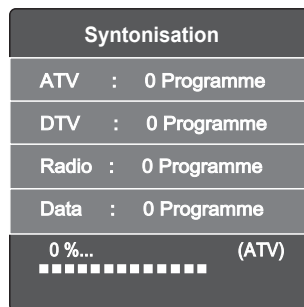 Syntonisation
ATV : 0 Programme
DTV : 0 Programme
Radio : 0 Programme
Data : 0 Programme
0 %... (ATV)